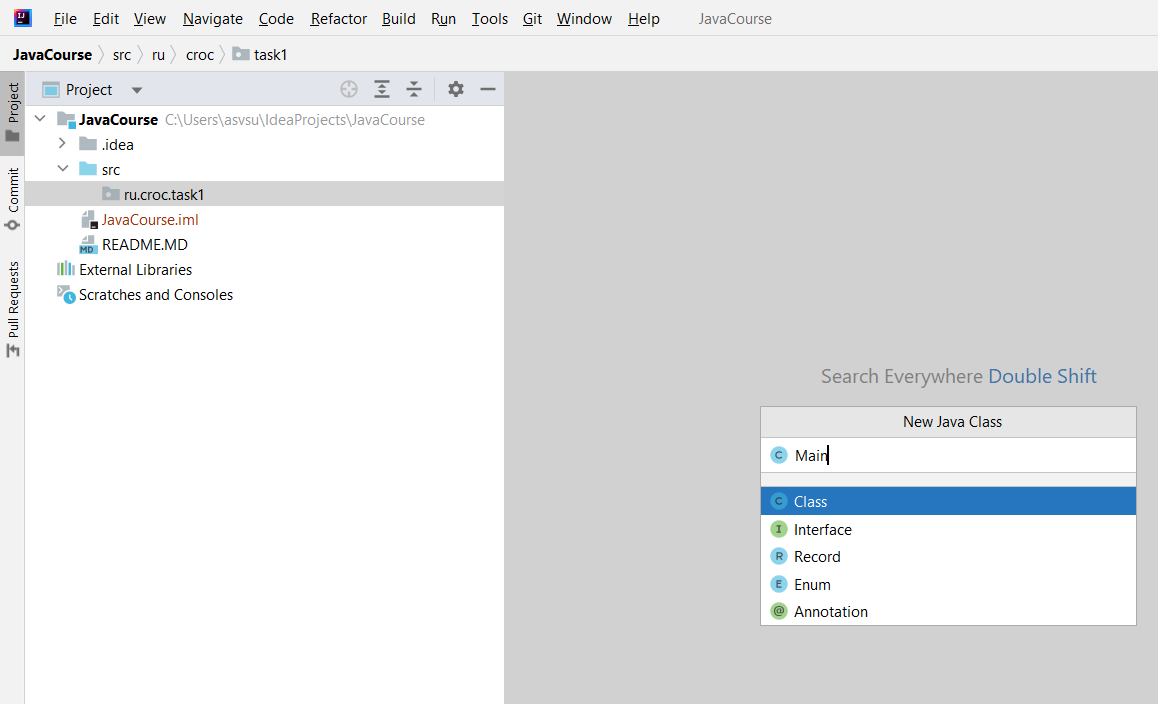 File Edit View Navigate Code Refactor Build Run Tools Git Window Help JavaCourse
JavaCourse src ru croc task1
Project
Commit
Pull Requests
Project
JavaCourse C:\Users\asvsu\IdeaProjects\JavaCourse
.idea
src
ru.croc.task1
JavaCourse.iml
README.MD
External Libraries
Scratches and Consoles
Search Everywhere Double Shift
New Java Class
Main
Class
Interface
Record
Enum
Annotation